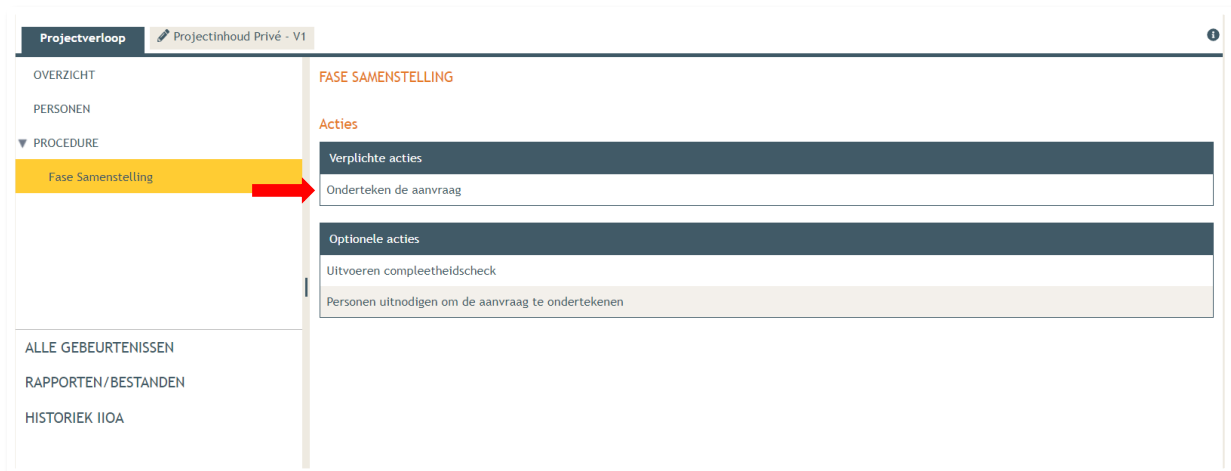 Projectverloop
Projectinhoud Privé - V1
OVERZICHT
PERSONEN
PROCEDURE
Fase Samenstelling
ALLE GEBEURTENISSEN
RAPPORTEN/BESTANDEN
HISTORIEK IIOA
FASE SAMENSTELLING
Acties
Verplichte acties
Onderteken de aanvraag
Optionele acties
Uitvoeren compleetheidscheck
Personen uitnodigen om de aanvraag te ondertekenen